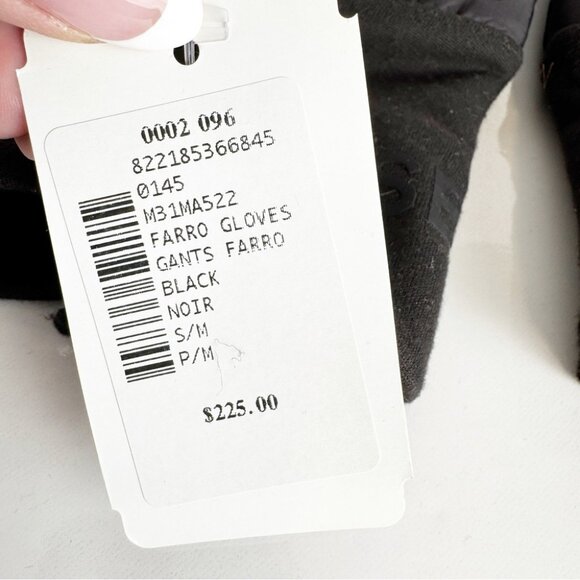 0002 096
822185366845
0145
M31MA522
FARRO GLOVES
GANTS FARRO
BLACK
NOIR
S/M
P/M
$225.00